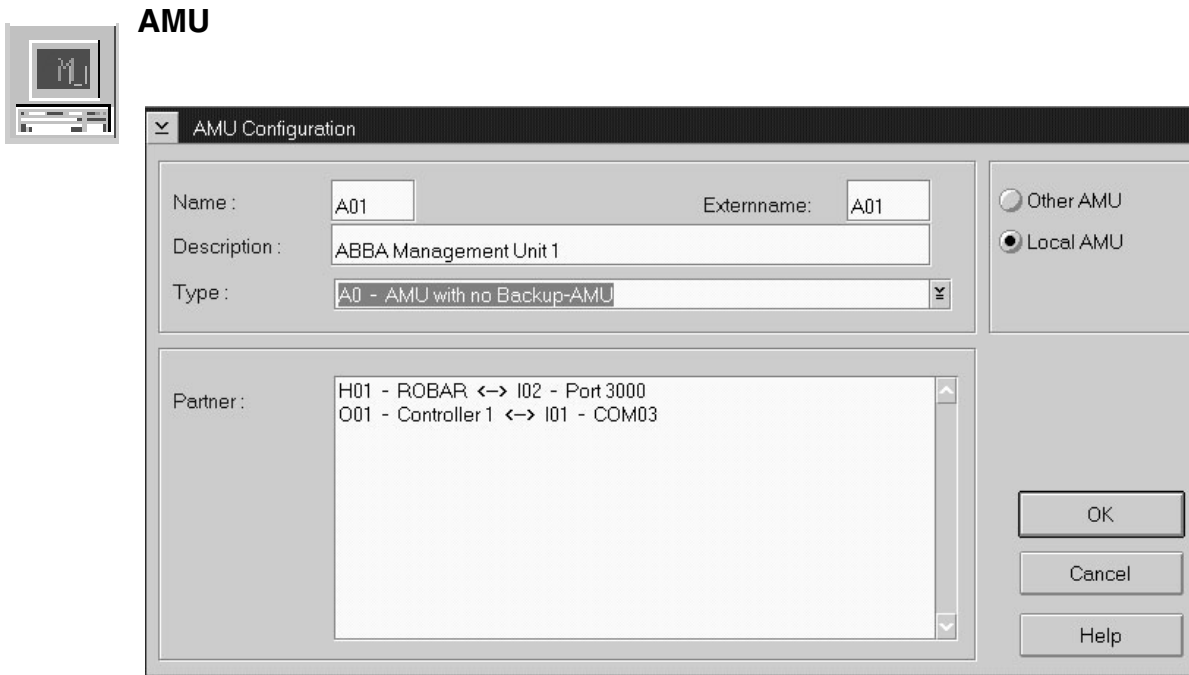 AMU
AMU Configuration
Name :
A01
Externname:
A01
Description :
ABBA Management Unit 1
Type :
A0 - AMU with no Backup-AMU
Other AMU
Local AMU
Partner :
H01 - ROBAR <–> I02 - Port 3000
O01 - Controller 1 <–> I01 - COM03
OK
Cancel
Help